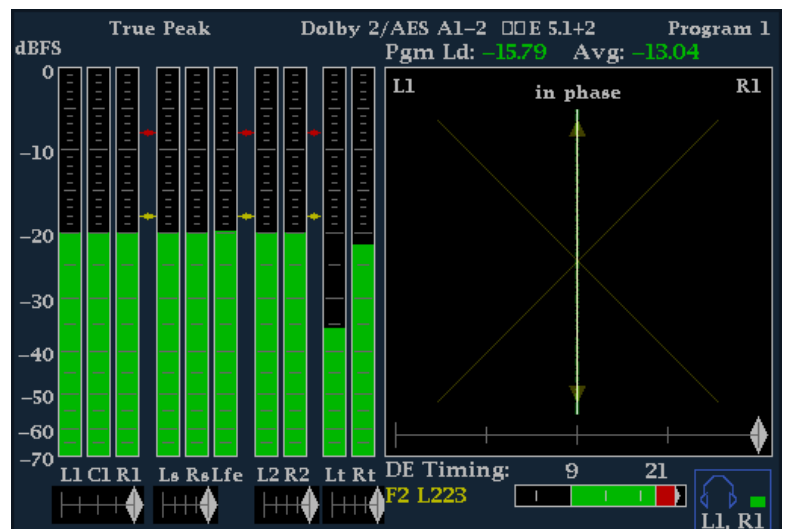 True Peak
Dolby 2/AES A1–2 □□E 5.1+2
Program 1
dBFS
Pgm Ld: –15.79 Avg: –13.04
0
–10
–20
–30
–40
–50
–60
–70
L1 C1 R1 Ls Rs Lfe L2 R2 Lt Rt
L1
in phase
R1
DE Timing: 9 21
F2 L223
L1, R1